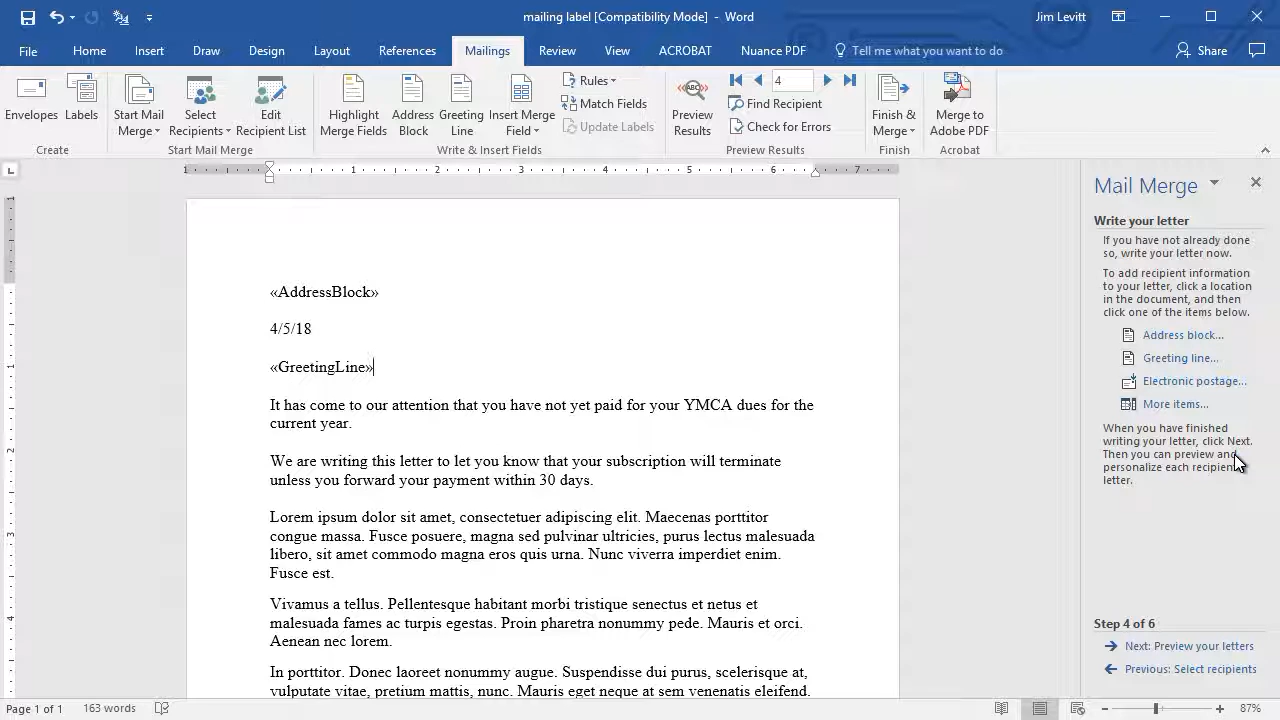 mailing label [Compatibility Mode] - Word
Jim Levitt
File Home Insert Draw Design Layout References Mailings Review View ACROBAT Nuance PDF Tell me what you want to do Share
Envelopes
Labels
Create
Start Mail
Merge
Select
Recipients
Edit
Recipient List
Start Mail Merge
Highlight
Merge Fields
Address
Block
Greeting
Line
Insert Merge
Field
Rules
Match Fields
Update Labels
Write & Insert Fields
ABC
Preview
Results
4
Find Recipient
Check for Errors
Preview Results
Finish &
Merge
Finish
Merge to
Adobe PDF
Acrobat
1 1 2 3 4 5 6 7
1
1
2
3
4
«AddressBlock»
4/5/18
«GreetingLine»
It has come to our attention that you have not yet paid for your YMCA dues for the
current year.
We are writing this letter to let you know that your subscription will terminate
unless you forward your payment within 30 days.
Lorem ipsum dolor sit amet, consectetuer adipiscing elit. Maecenas porttitor
congue massa. Fusce posuere, magna sed pulvinar ultricies, purus lectus malesuada
libero, sit amet commodo magna eros quis urna. Nunc viverra imperdiet enim.
Fusce est.
Vivamus a tellus. Pellentesque habitant morbi tristique senectus et netus et
malesuada fames ac turpis egestas. Proin pharetra nonummy pede. Mauris et orci.
Aenean nec lorem.
In porttitor. Donec laoreet nonummy augue. Suspendisse dui purus, scelerisque at,
vulputate vitae, pretium mattis, nunc. Mauris eget neque at sem venenatis eleifend.
Mail Merge
Write your letter
If you have not already done
so, write your letter now.
To add recipient information
to your letter, click a location
in the document, and then
click one of the items below.
Address block...
Greeting line...
Electronic postage...
More items...
When you have finished
writing your letter, click Next.
Then you can preview and
personalize each recipient
letter.
Step 4 of 6
Next: Preview your letters
Previous: Select recipients
Page 1 of 1
163 words
87%